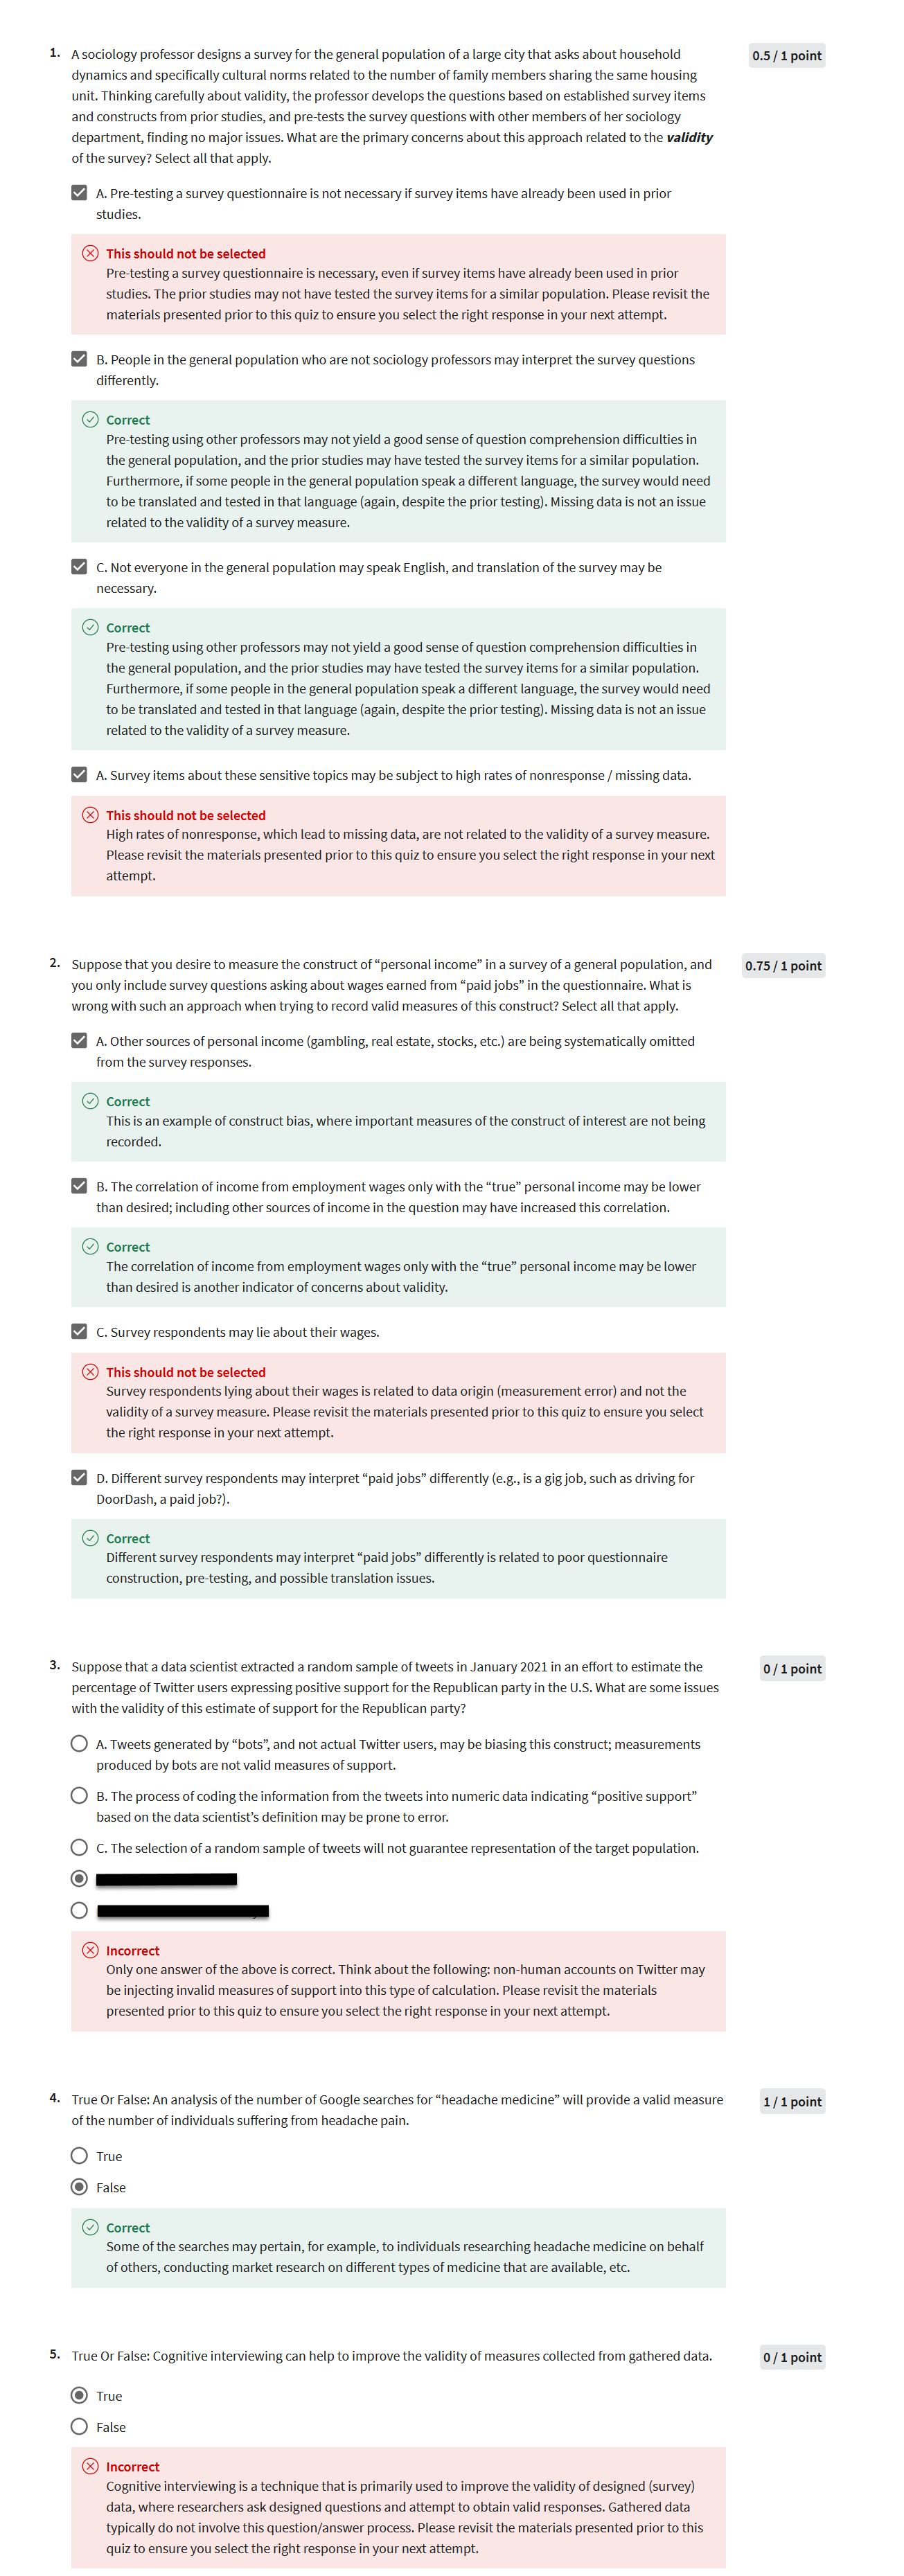 1. A sociology professor designs a survey for the general population of a large city that asks about household
0.5 / 1 point
dynamics and specifically cultural norms related to the number of family members sharing the same housing
unit. Thinking carefully about validity, the professor develops the questions based on established survey items
and constructs from prior studies, and pre-tests the survey questions with other members of her sociology
department, finding no major issues. What are the primary concerns about this approach related to the validity
of the survey? Select all that apply.
A. Pre-testing a survey questionnaire is not necessary if survey items have already been used in prior
studies.
This should not be selected
Pre-testing a survey questionnaire is necessary, even if survey items have already been used in prior
studies. The prior studies may not have tested the survey items for a similar population. Please revisit the
materials presented prior to this quiz to ensure you select the right response in your next attempt.
B. People in the general population who are not sociology professors may interpret the survey questions
differently.
Correct
Pre-testing using other professors may not yield a good sense of question comprehension difficulties in
the general population, and the prior studies may have tested the survey items for a similar population.
Furthermore, if some people in the general population speak a different language, the survey would need
to be translated and tested in that language (again, despite the prior testing). Missing data is not an issue
related to the validity of a survey measure.
C. Not everyone in the general population may speak English, and translation of the survey may be
necessary.
Correct
Pre-testing using other professors may not yield a good sense of question comprehension difficulties in
the general population, and the prior studies may have tested the survey items for a similar population.
Furthermore, if some people in the general population speak a different language, the survey would need
to be translated and tested in that language (again, despite the prior testing). Missing data is not an issue
related to the validity of a survey measure.
A. Survey items about these sensitive topics may be subject to high rates of nonresponse / missing data.
This should not be selected
High rates of nonresponse, which lead to missing data, are not related to the validity of a survey measure.
Please revisit the materials presented prior to this quiz to ensure you select the right response in your next
attempt.
2. Suppose that you desire to measure the construct of “personal income” in a survey of a general population, and
0.75 / 1 point
you only include survey questions asking about wages earned from “paid jobs” in the questionnaire. What is
wrong with such an approach when trying to record valid measures of this construct? Select all that apply.
A. Other sources of personal income (gambling, real estate, stocks, etc.) are being systematically omitted
from the survey responses.
Correct
This is an example of construct bias, where important measures of the construct of interest are not being
recorded.
B. The correlation of income from employment wages only with the “true” personal income may be lower
than desired; including other sources of income in the question may have increased this correlation.
Correct
The correlation of income from employment wages only with the “true” personal income may be lower
than desired is another indicator of concerns about validity.
C. Survey respondents may lie about their wages.
This should not be selected
Survey respondents lying about their wages is related to data origin (measurement error) and not the
validity of a survey measure. Please revisit the materials presented prior to this quiz to ensure you select
the right response in your next attempt.
D. Different survey respondents may interpret “paid jobs” differently (e.g., is a gig job, such as driving for
DoorDash, a paid job?).
Correct
Different survey respondents may interpret “paid jobs” differently is related to poor questionnaire
construction, pre-testing, and possible translation issues.
3. Suppose that a data scientist extracted a random sample of tweets in January 2021 in an effort to estimate the
0 / 1 point
percentage of Twitter users expressing positive support for the Republican party in the U.S. What are some issues
with the validity of this estimate of support for the Republican party?
A. Tweets generated by “bots”, and not actual Twitter users, may be biasing this construct; measurements
produced by bots are not valid measures of support.
B. The process of coding the information from the tweets into numeric data indicating “positive support”
based on the data scientist’s definition may be prone to error.
C. The selection of a random sample of tweets will not guarantee representation of the target population.
Incorrect
Only one answer of the above is correct. Think about the following: non-human accounts on Twitter may
be injecting invalid measures of support into this type of calculation. Please revisit the materials
presented prior to this quiz to ensure you select the right response in your next attempt.
4. True Or False: An analysis of the number of Google searches for “headache medicine” will provide a valid measure
1 / 1 point
of the number of individuals suffering from headache pain.
True
False
Correct
Some of the searches may pertain, for example, to individuals researching headache medicine on behalf
of others, conducting market research on different types of medicine that are available, etc.
5. True Or False: Cognitive interviewing can help to improve the validity of measures collected from gathered data.
0 / 1 point
True
False
Incorrect
Cognitive interviewing is a technique that is primarily used to improve the validity of designed (survey)
data, where researchers ask designed questions and attempt to obtain valid responses. Gathered data
typically do not involve this question/answer process. Please revisit the materials presented prior to this
quiz to ensure you select the right response in your next attempt.